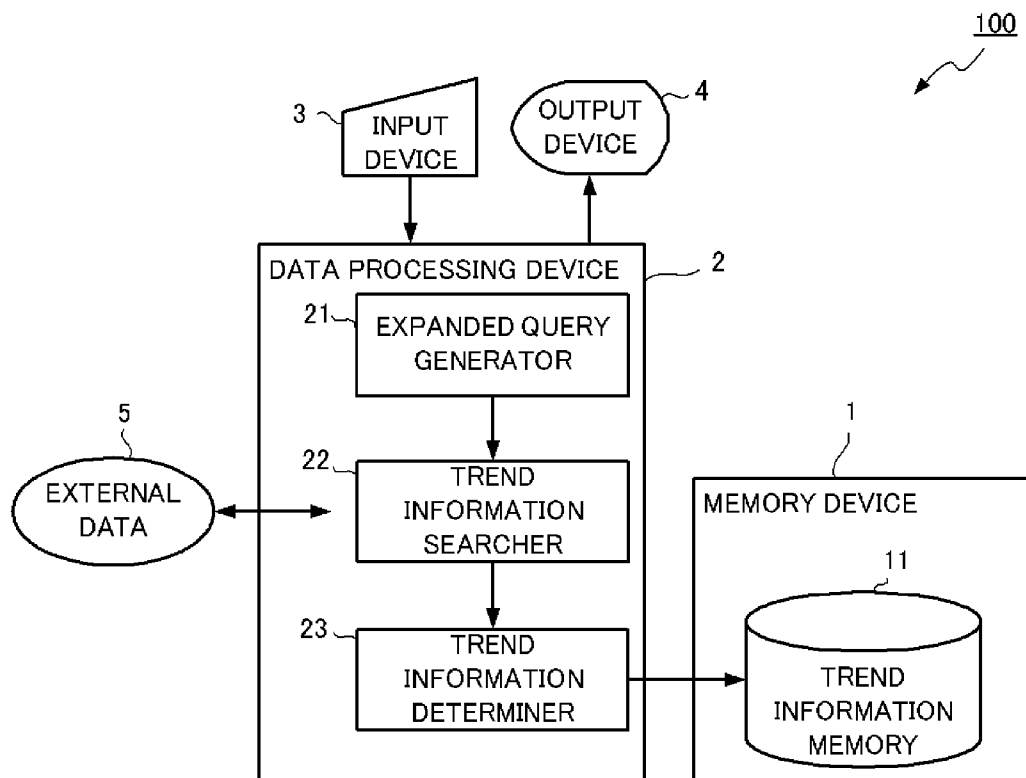 100
3
INPUT
DEVICE
4
OUTPUT
DEVICE
DATA PROCESSING DEVICE
2
21
EXPANDED QUERY
GENERATOR
5
EXTERNAL
DATA
22
TREND
INFORMATION
SEARCHER
1
MEMORY DEVICE
23
TREND
INFORMATION
DETERMINER
11
TREND
INFORMATION
MEMORY